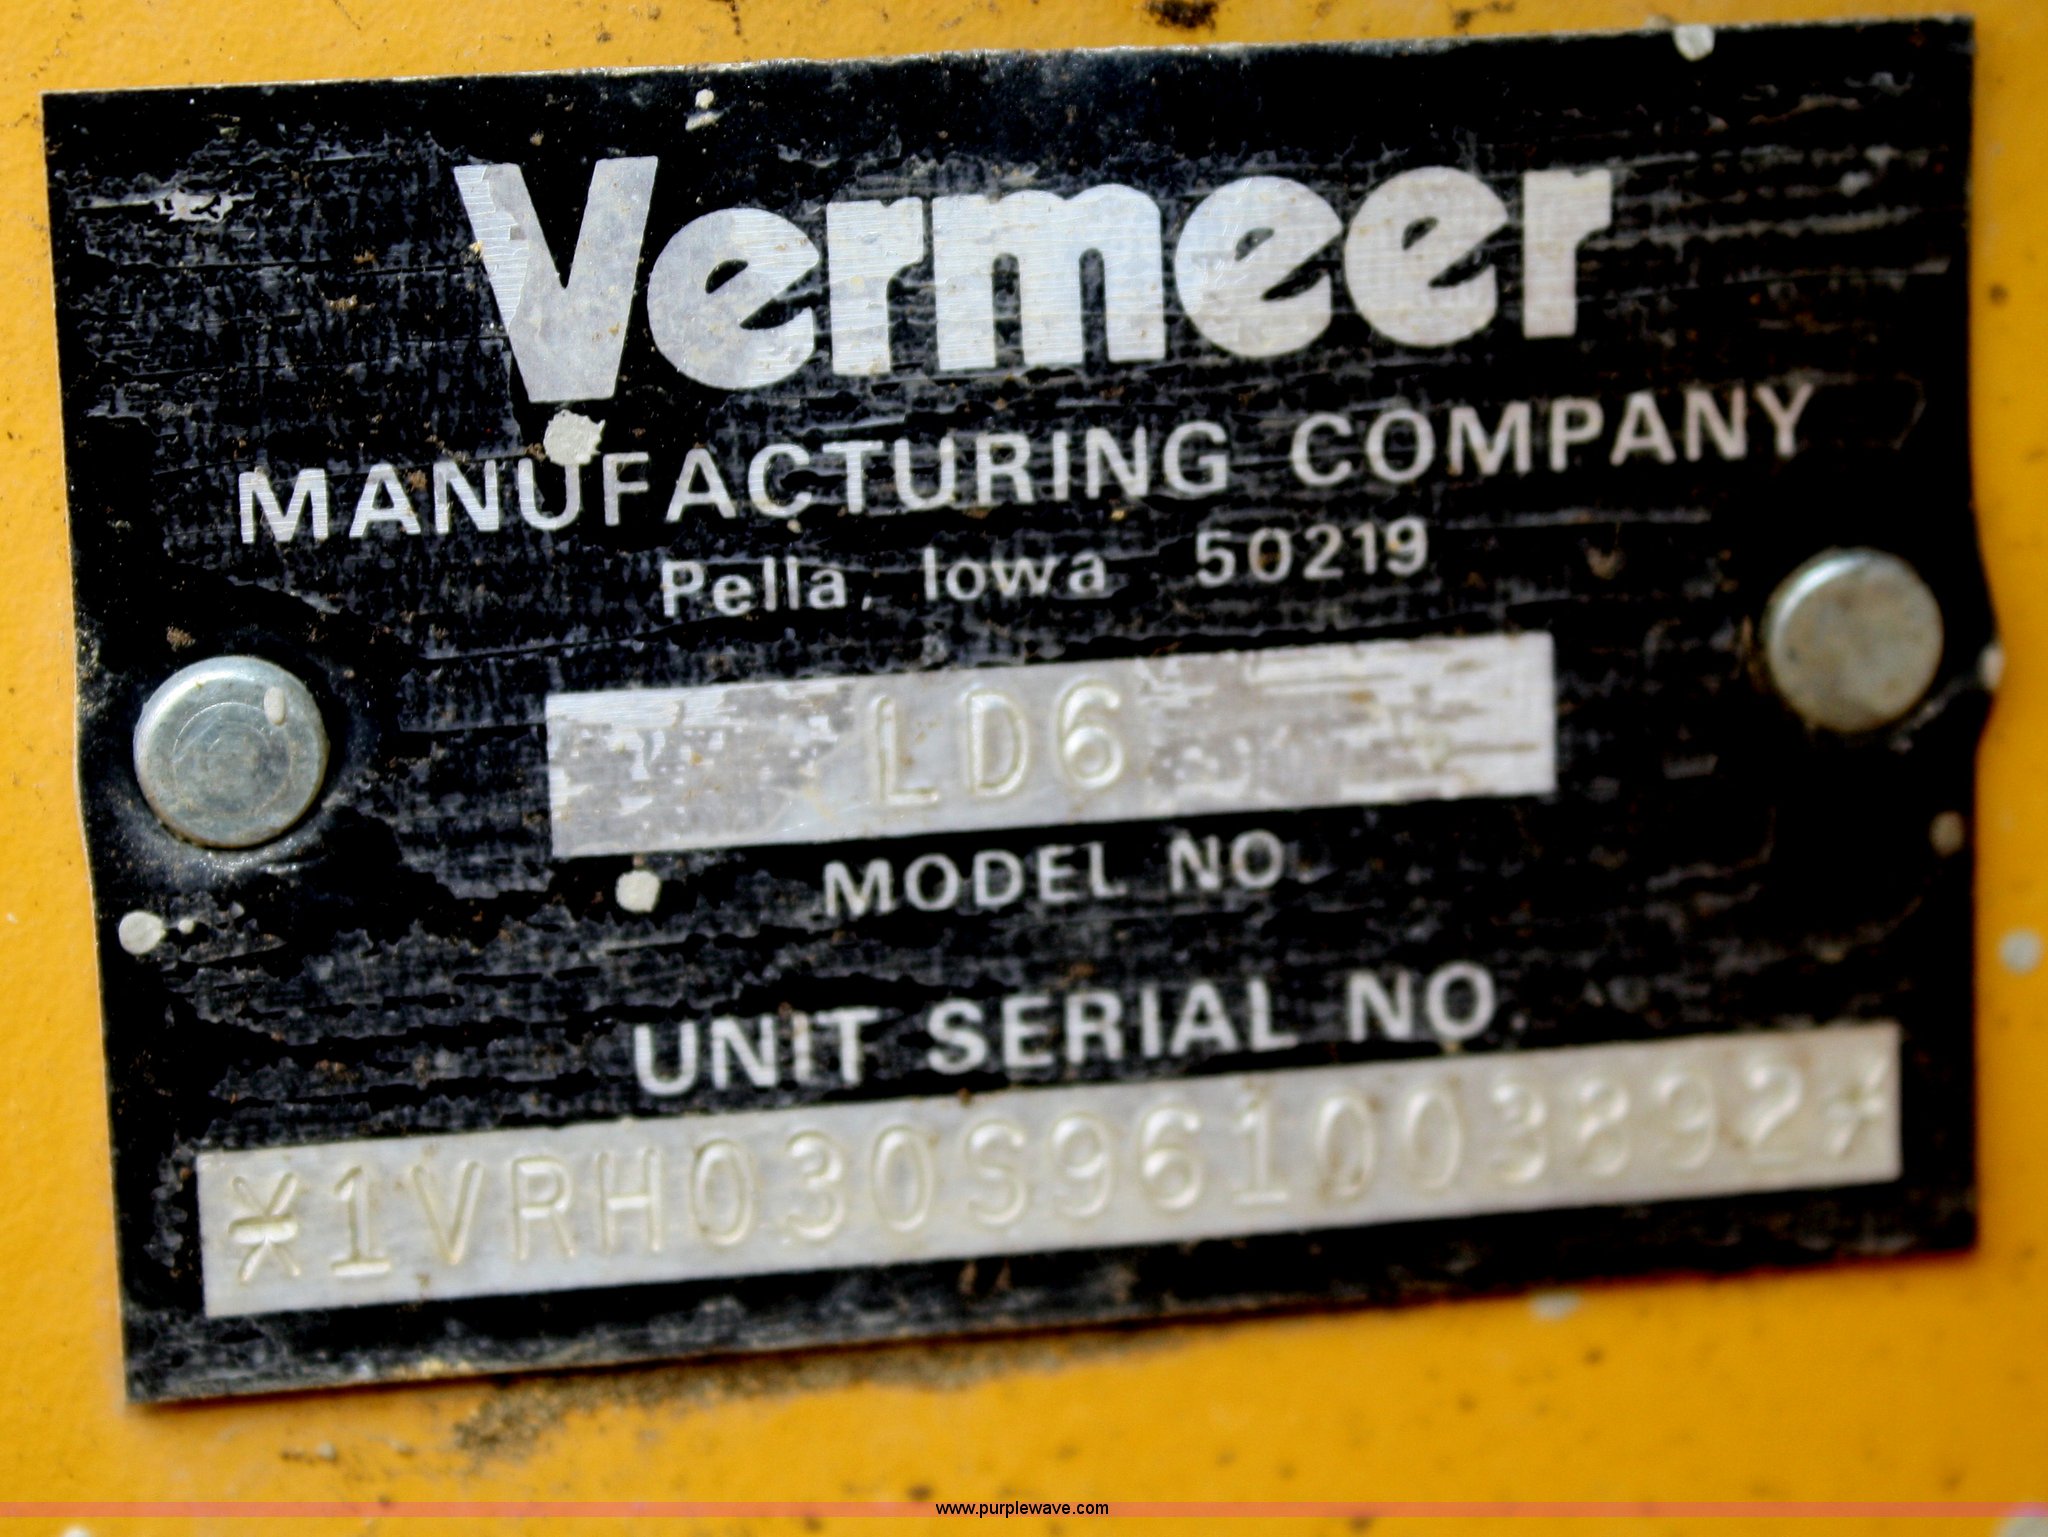 Vermeer
MANUFACTURING COMPANY
Pella, Iowa 50219
LD6
MODEL NO.
UNIT SERIAL NO.
*1VRH030S961003892*
www.purplewave.com